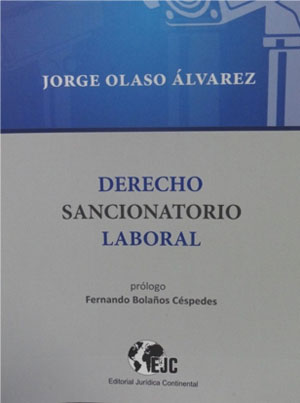 JORGE OLASO ÁLVAREZ
DERECHO
SANCIONATORIO
LABORAL
prólogo
Fernando Bolaños Céspedes
EJC
Editorial Jurídica Continental